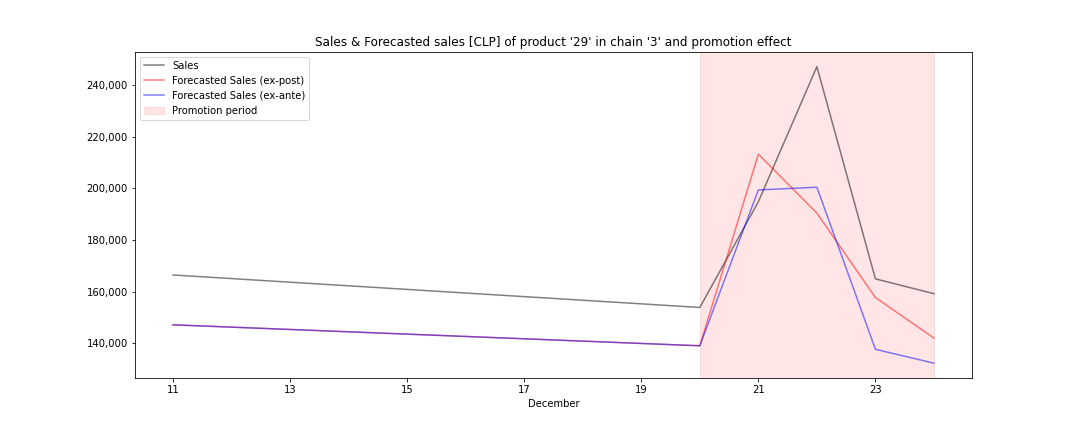 Sales & Forecasted sales [CLP] of product '29' in chain '3' and promotion effect
Sales
Forecasted Sales (ex-post)
Forecasted Sales (ex-ante)
Promotion period
240,000
220,000
200,000
180,000
160,000
140,000
11 13 15 17 19 21 23
December